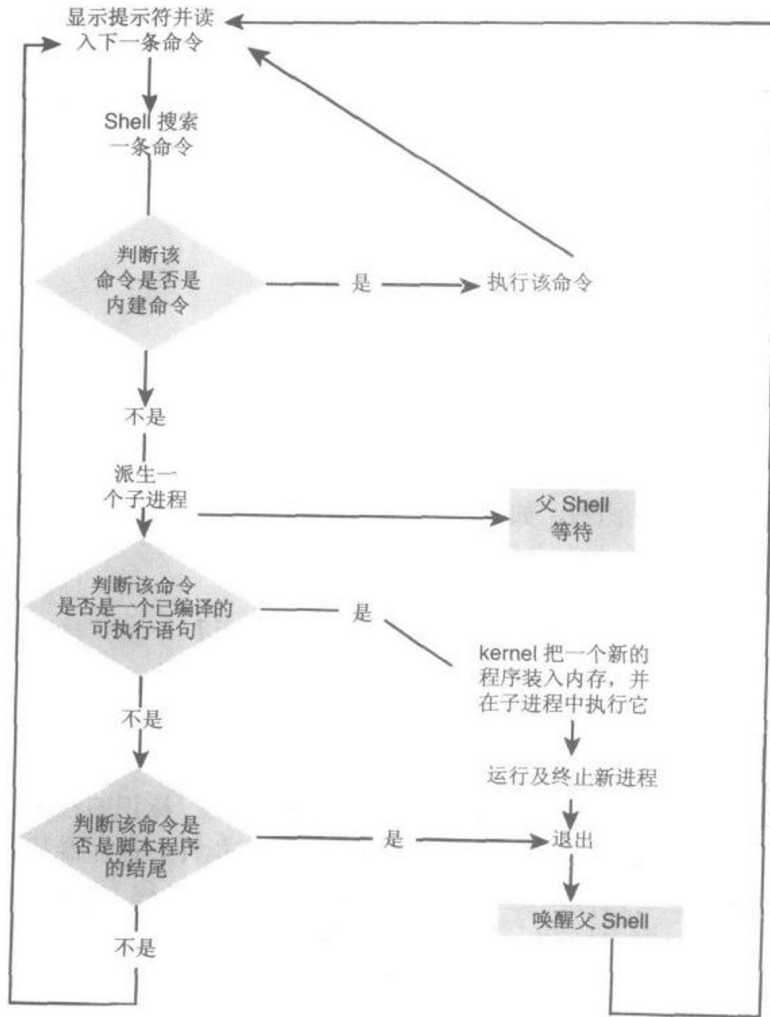 显示提示符并读
入下一条命令
Shell 搜索
一条命令
判断该
命令是否是
内建命令
是
执行该命令
不是
派生一
个子进程
父 Shell
等待
判断该命令
是否是一个已编译的
可执行语句
是
kernel 把一个新的
程序装入内存，并
在子进程中执行它
不是
运行及终止新进程
判断该命令是
否是脚本程序
的结尾
是
退出
唤醒父 Shell
不是